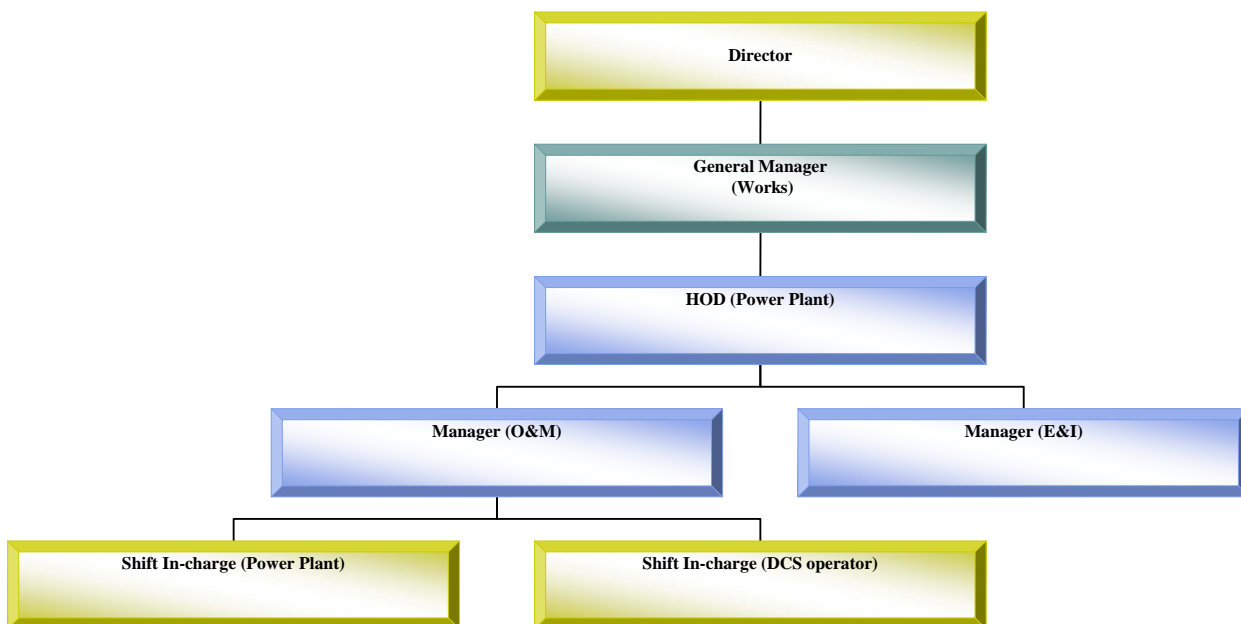 Director
General Manager
(Works)
HOD (Power Plant)
Manager (O&M)
Manager (E&I)
Shift In-charge (Power Plant)
Shift In-charge (DCS operator)